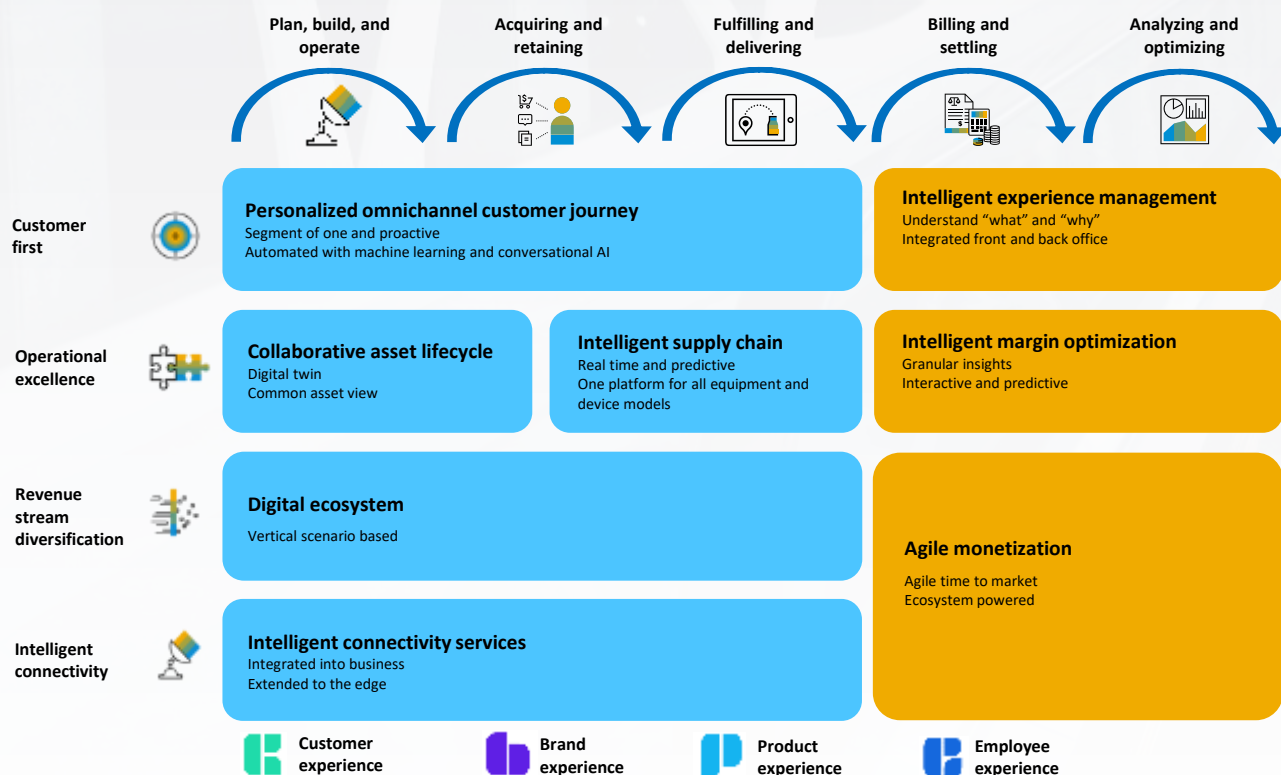 Plan, build, and
operate
Acquiring and
retaining
Fulfilling and
delivering
Billing and
settling
Analyzing and
optimizing
Customer
first
Personalized omnichannel customer journey
Segment of one and proactive
Automated with machine learning and conversational AI
Intelligent experience management
Understand “what” and “why”
Integrated front and back office
Operational
excellence
Collaborative asset lifecycle
Digital twin
Common asset view
Intelligent supply chain
Real time and predictive
One platform for all equipment and
device models
Intelligent margin optimization
Granular insights
Interactive and predictive
Revenue
stream
diversification
Digital ecosystem
Vertical scenario based
Agile monetization
Agile time to market
Ecosystem powered
Intelligent
connectivity
Intelligent connectivity services
Integrated into business
Extended to the edge
Customer
experience
Brand
experience
Product
experience
Employee
experience